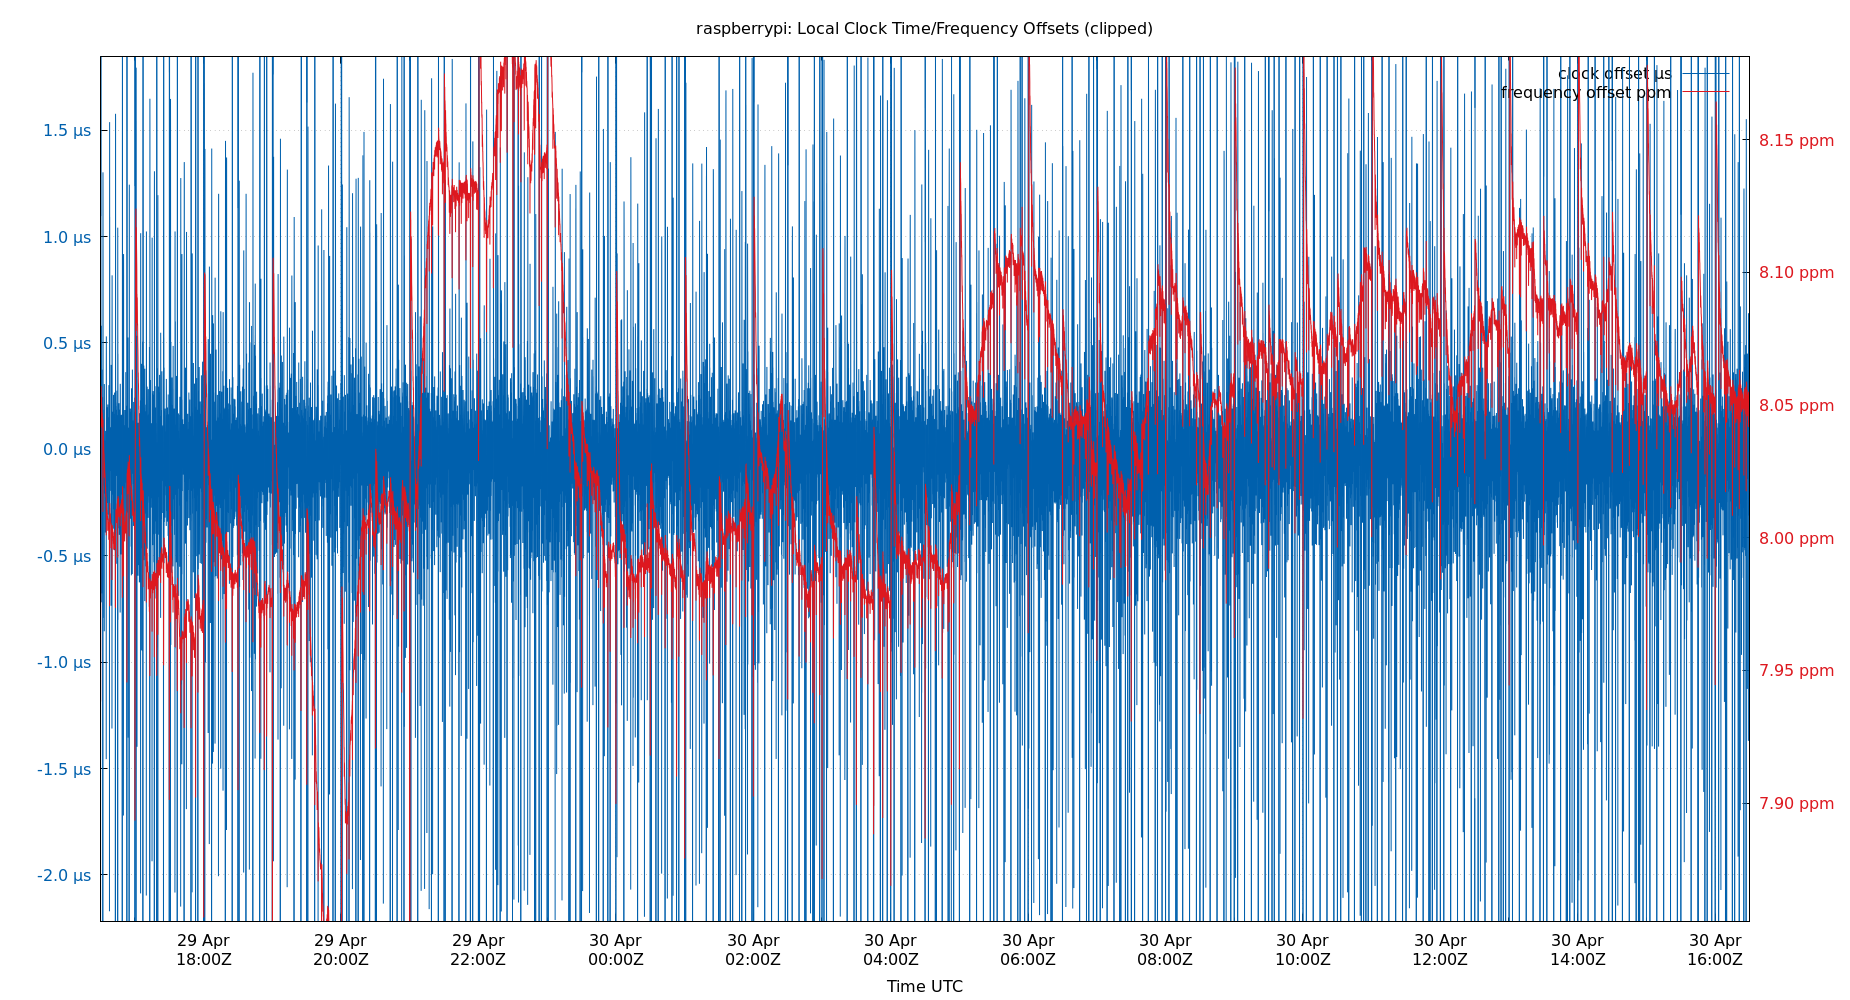 raspberrypi: Local Clock Time/Frequency Offsets (clipped)
clock offset µs
frequency offset ppm
1.5 µs
1.0 µs
0.5 µs
0.0 µs
-0.5 µs
-1.0 µs
-1.5 µs
-2.0 µs
8.15 ppm
8.10 ppm
8.05 ppm
8.00 ppm
7.95 ppm
7.90 ppm
29 Apr 29 Apr 29 Apr 30 Apr 30 Apr 30 Apr 30 Apr 30 Apr 30 Apr 30 Apr 30 Apr 30 Apr
18:00Z 20:00Z 22:00Z 00:00Z 02:00Z 04:00Z 06:00Z 08:00Z 10:00Z 12:00Z 14:00Z 16:00Z
Time UTC